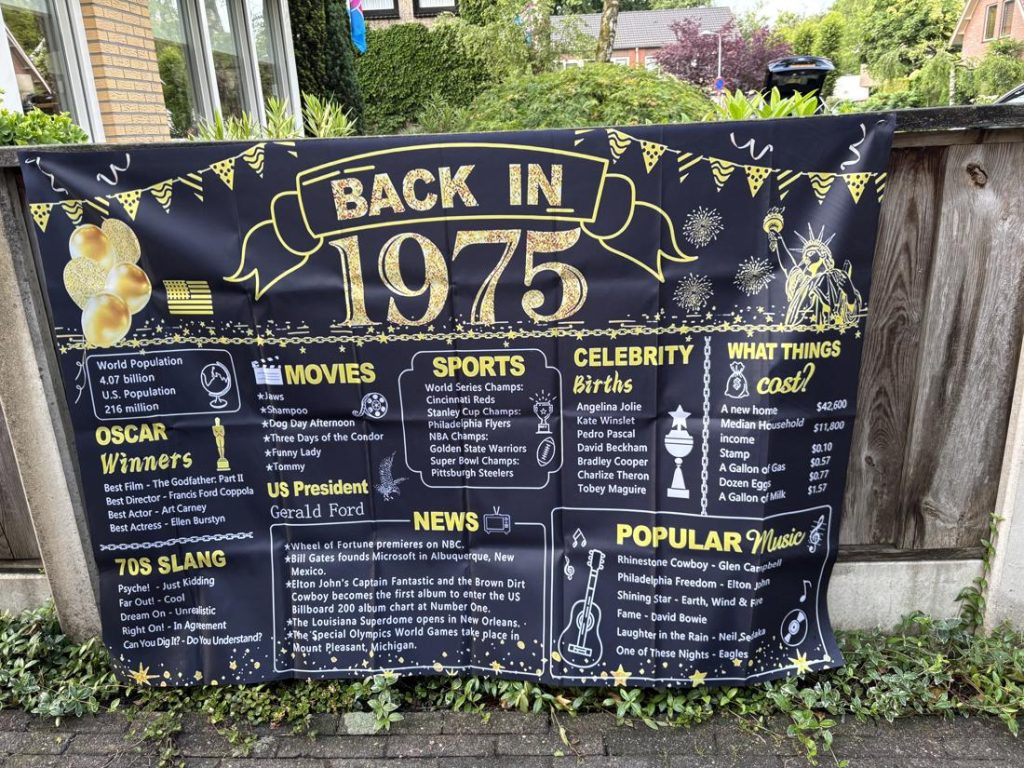 BACK IN
1975
World Population
4.07 billion
U.S. Population
216 million
OSCAR
Winners
Best Film - The Godfather: Part II
Best Director - Francis Ford Coppola
Best Actor - Art Carney
Best Actress - Ellen Burstyn
70S SLANG
Psyche! - Just Kidding
Far Out! - Cool
Dream On - Unrealistic
Right On! - In Agreement
Can You Dig It? - Do You Understand?
MOVIES
★Jaws
★Shampoo
★Dog Day Afternoon
★Three Days of the Condor
★Funny Lady
★Tommy
US President
Gerald Ford
SPORTS
World Series Champs:
Cincinnati Reds
Stanley Cup Champs:
Philadelphia Flyers
NBA Champs:
Golden State Warriors
Super Bowl Champs:
Pittsburgh Steelers
CELEBRITY
Births
Angelina Jolie
Kate Winslet
Pedro Pascal
David Beckham
Bradley Cooper
Charlize Theron
Tobey Maguire
WHAT THINGS
cost?
A new home $42,600
Median Household $11,800
income
Stamp $0.10
A Gallon of Gas $0.57
Dozen Eggs $0.77
A Gallon of Milk $1.57
NEWS
★Wheel of Fortune premieres on NBC.
★Bill Gates founds Microsoft in Albuquerque, New
Mexico.
★Elton John's Captain Fantastic and the Brown Dirt
Cowboy becomes the first album to enter the US
Billboard 200 album chart at Number One.
★The Louisiana Superdome opens in New Orleans.
★The Special Olympics World Games take place in
Mount Pleasant, Michigan.
POPULAR Music
Rhinestone Cowboy - Glen Campbell
Philadelphia Freedom - Elton John
Shining Star - Earth, Wind & Fire
Fame - David Bowie
Laughter in the Rain - Neil Sedaka
One of These Nights - Eagles